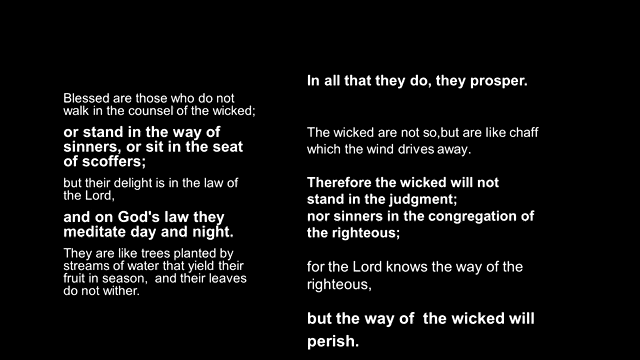 Blessed are those who do not
walk in the counsel of the wicked;
or stand in the way of
sinners, or sit in the seat
of scoffers;
but their delight is in the law of
the Lord,
and on God's law they
meditate day and night.
They are like trees planted by
streams of water that yield their
fruit in season,  and their leaves
do not wither.
In all that they do, they prosper.
The wicked are not so,but are like chaff
which the wind drives away.
Therefore the wicked will not
stand in the judgment;
nor sinners in the congregation of
the righteous;
for the Lord knows the way of the
righteous,
but the way of  the wicked will
perish.